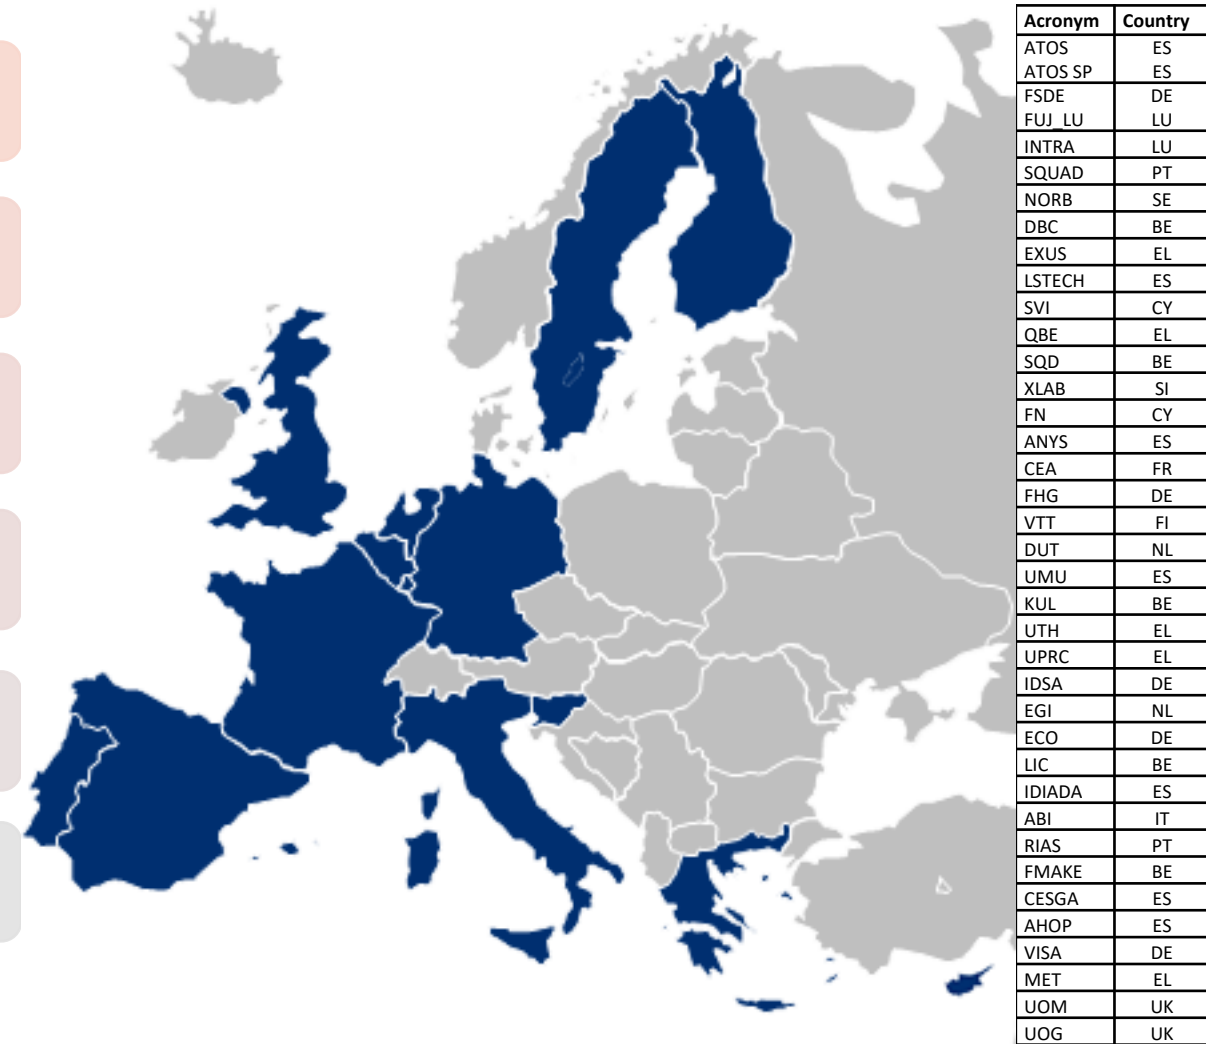 Acronym Country
ATOS ES
ATOS SP ES
FSDE DE
FUJ_LU LU
INTRA LU
SQUAD PT
NORB SE
DBC BE
EXUS EL
LSTECH ES
SVI CY
QBE EL
SQD BE
XLAB SI
FN CY
ANYS ES
CEA FR
FHG DE
VTT FI
DUT NL
UMU ES
KUL BE
UTH EL
UPRC EL
IDSA DE
EGI NL
ECO DE
LIC BE
IDIADA ES
ABI IT
RIAS PT
FMAKE BE
CESGA ES
AHOP ES
VISA DE
MET EL
UOM UK
UOG UK